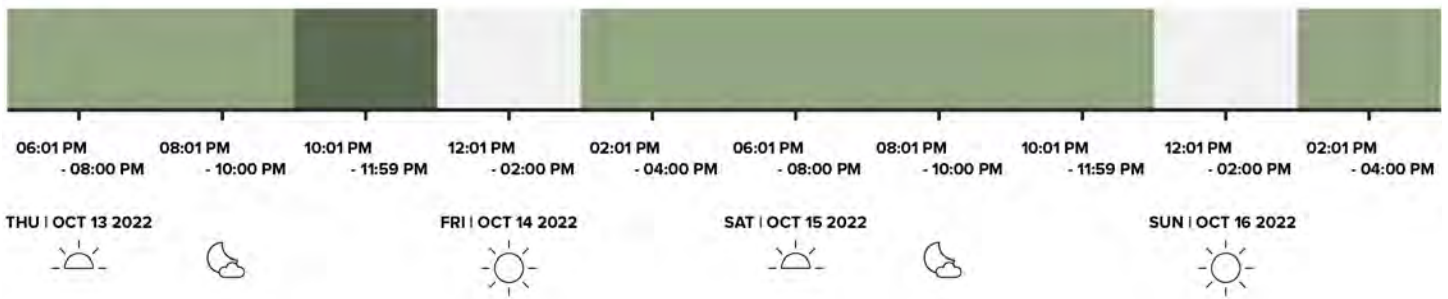 06:01 PM
- 08:00 PM
08:01 PM
- 10:00 PM
10:01 PM
- 11:59 PM
12:01 PM
- 02:00 PM
02:01 PM
- 04:00 PM
06:01 PM
- 08:00 PM
08:01 PM
- 10:00 PM
10:01 PM
- 11:59 PM
12:01 PM
- 02:00 PM
02:01 PM
- 04:00 PM
THU | OCT 13 2022
FRI | OCT 14 2022
SAT | OCT 15 2022
SUN | OCT 16 2022